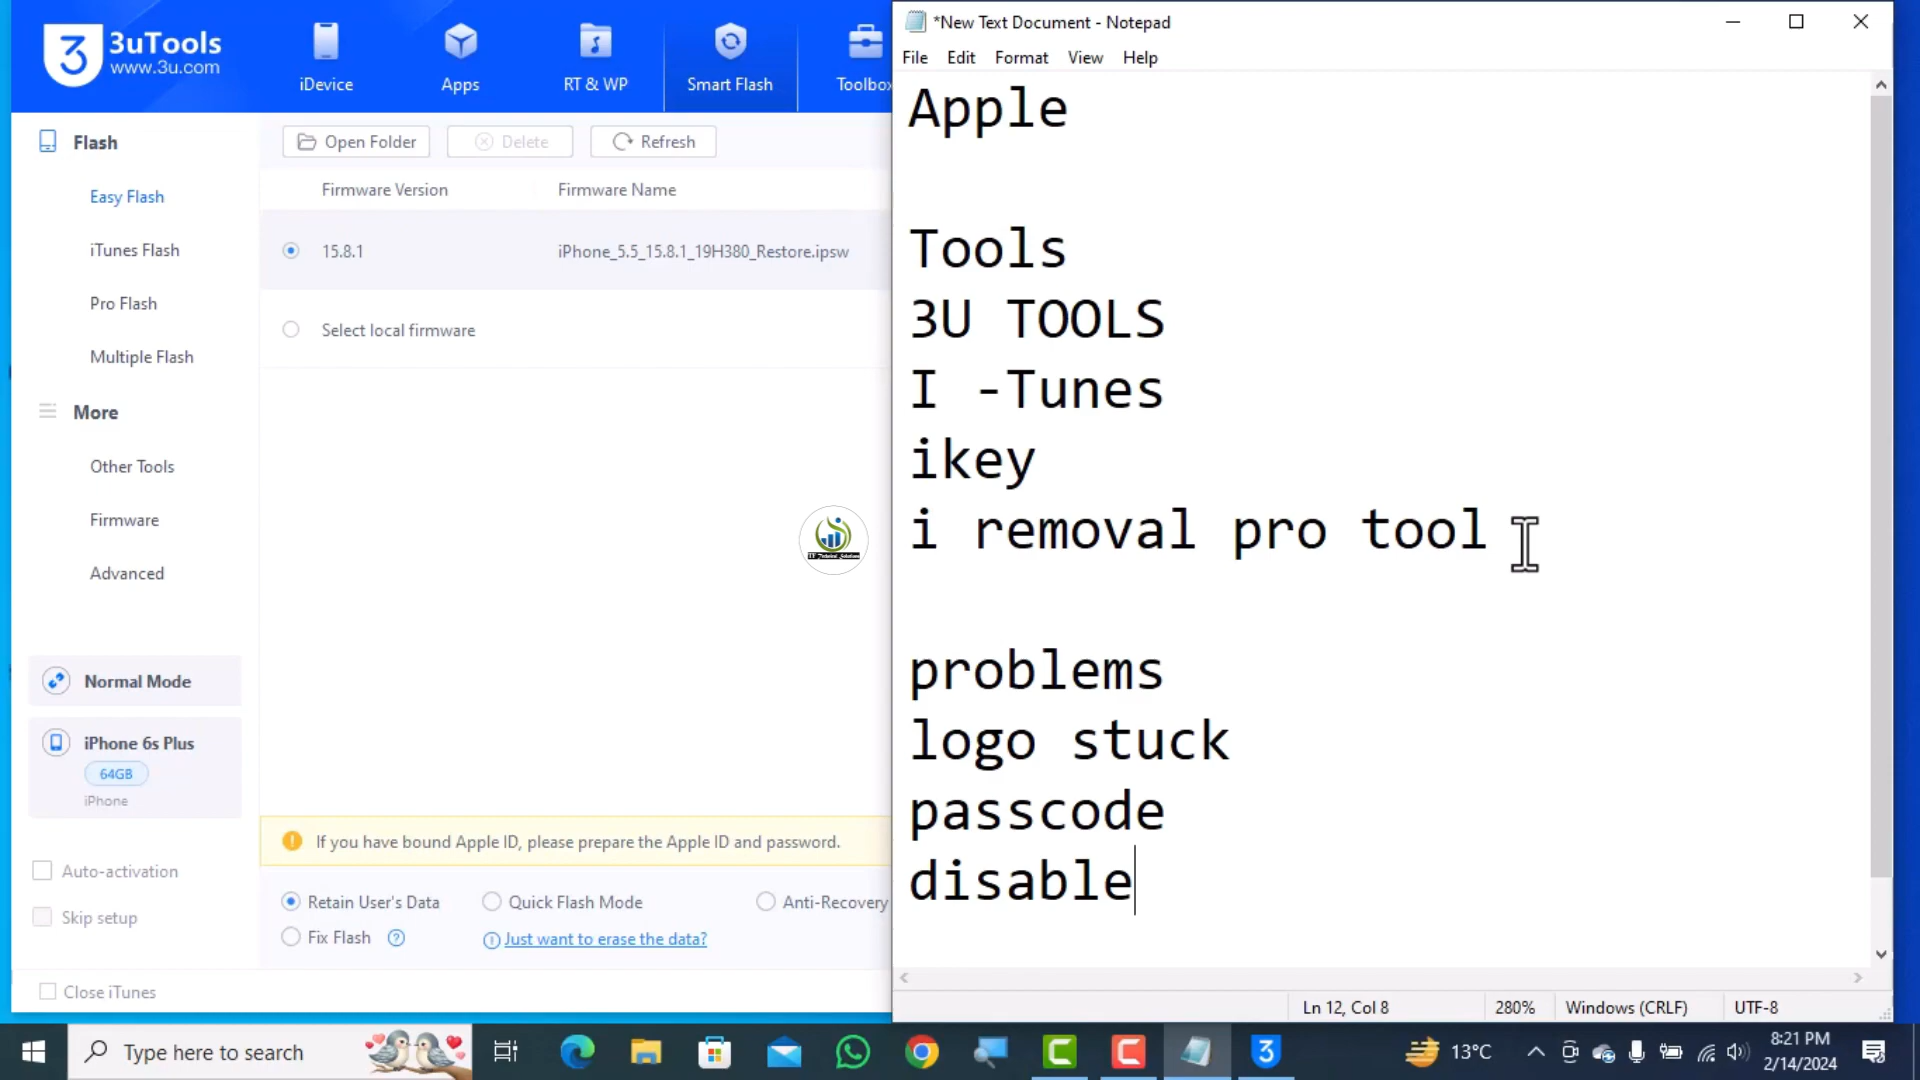 3uTools
www.3u.com
iDevice
Apps
RT & WP
Smart Flash
Toolbox
Flash
Easy Flash
iTunes Flash
Pro Flash
Multiple Flash
More
Other Tools
Firmware
Advanced
Normal Mode
iPhone 6s Plus
64GB
iPhone
Auto-activation
Skip setup
Close iTunes
Open Folder
Delete
Refresh
Firmware Version Firmware Name
15.8.1 iPhone_5.5_15.8.1_19H380_Restore.ipsw
Select local firmware
If you have bound Apple ID, please prepare the Apple ID and password.
Retain User's Data Quick Flash Mode Anti-Recovery
Fix Flash Just want to erase the data?
*New Text Document - Notepad
File Edit Format View Help
Apple
Tools
3U TOOLS
I -Tunes
ikey
i removal pro tool
problems
logo stuck
passcode
disable
Ln 12, Col 8 280% Windows (CRLF) UTF-8
Type here to search
13°C
8:21 PM
2/14/2024